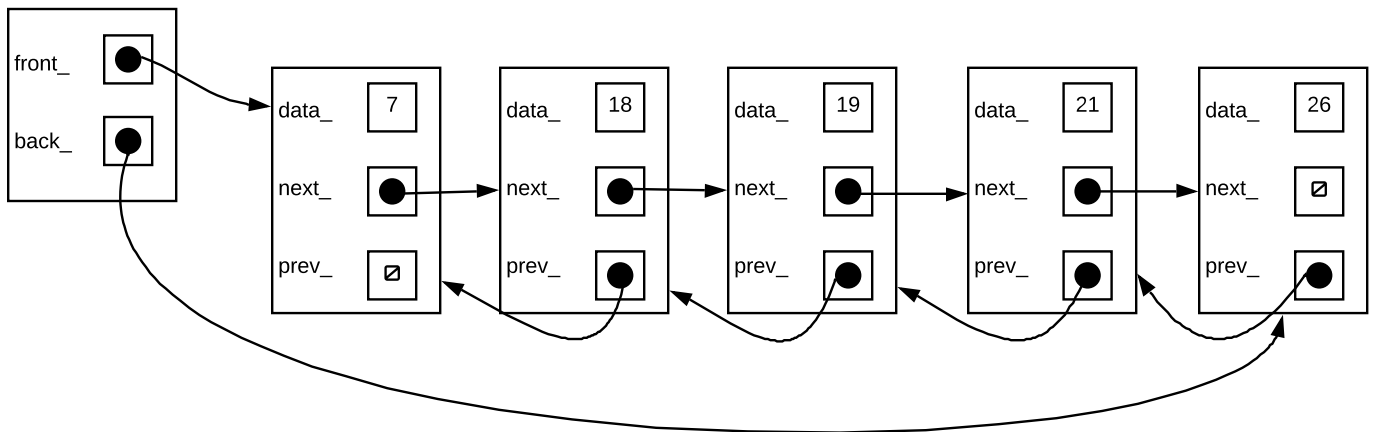 front_
back_
data_ 7
next_
prev_
data_ 18
next_
prev_
data_ 19
next_
prev_
data_ 21
next_
prev_
data_ 26
next_
prev_